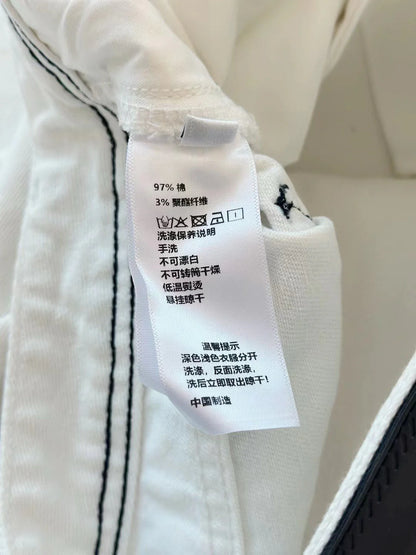 97% 棉
3% 聚酯纤维
洗涤保养说明
手洗
不可漂白
不可转筒干燥
低温熨烫
悬挂晾干
温馨提示
深色浅色衣服分开
洗涤, 反面洗涤,
洗后立即取出晾干!
中国制造